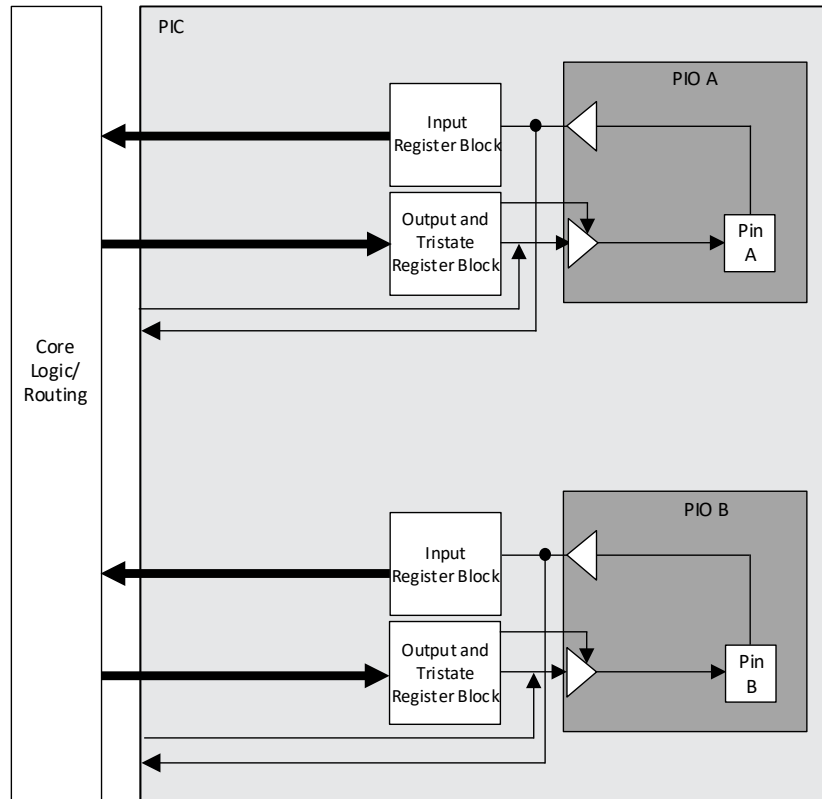 PIC
PIO A
Input
Register Block
Output and
Tristate
Register Block
Pin
A
Core
Logic/
Routing
PIO B
Input
Register Block
Output and
Tristate
Register Block
Pin
B